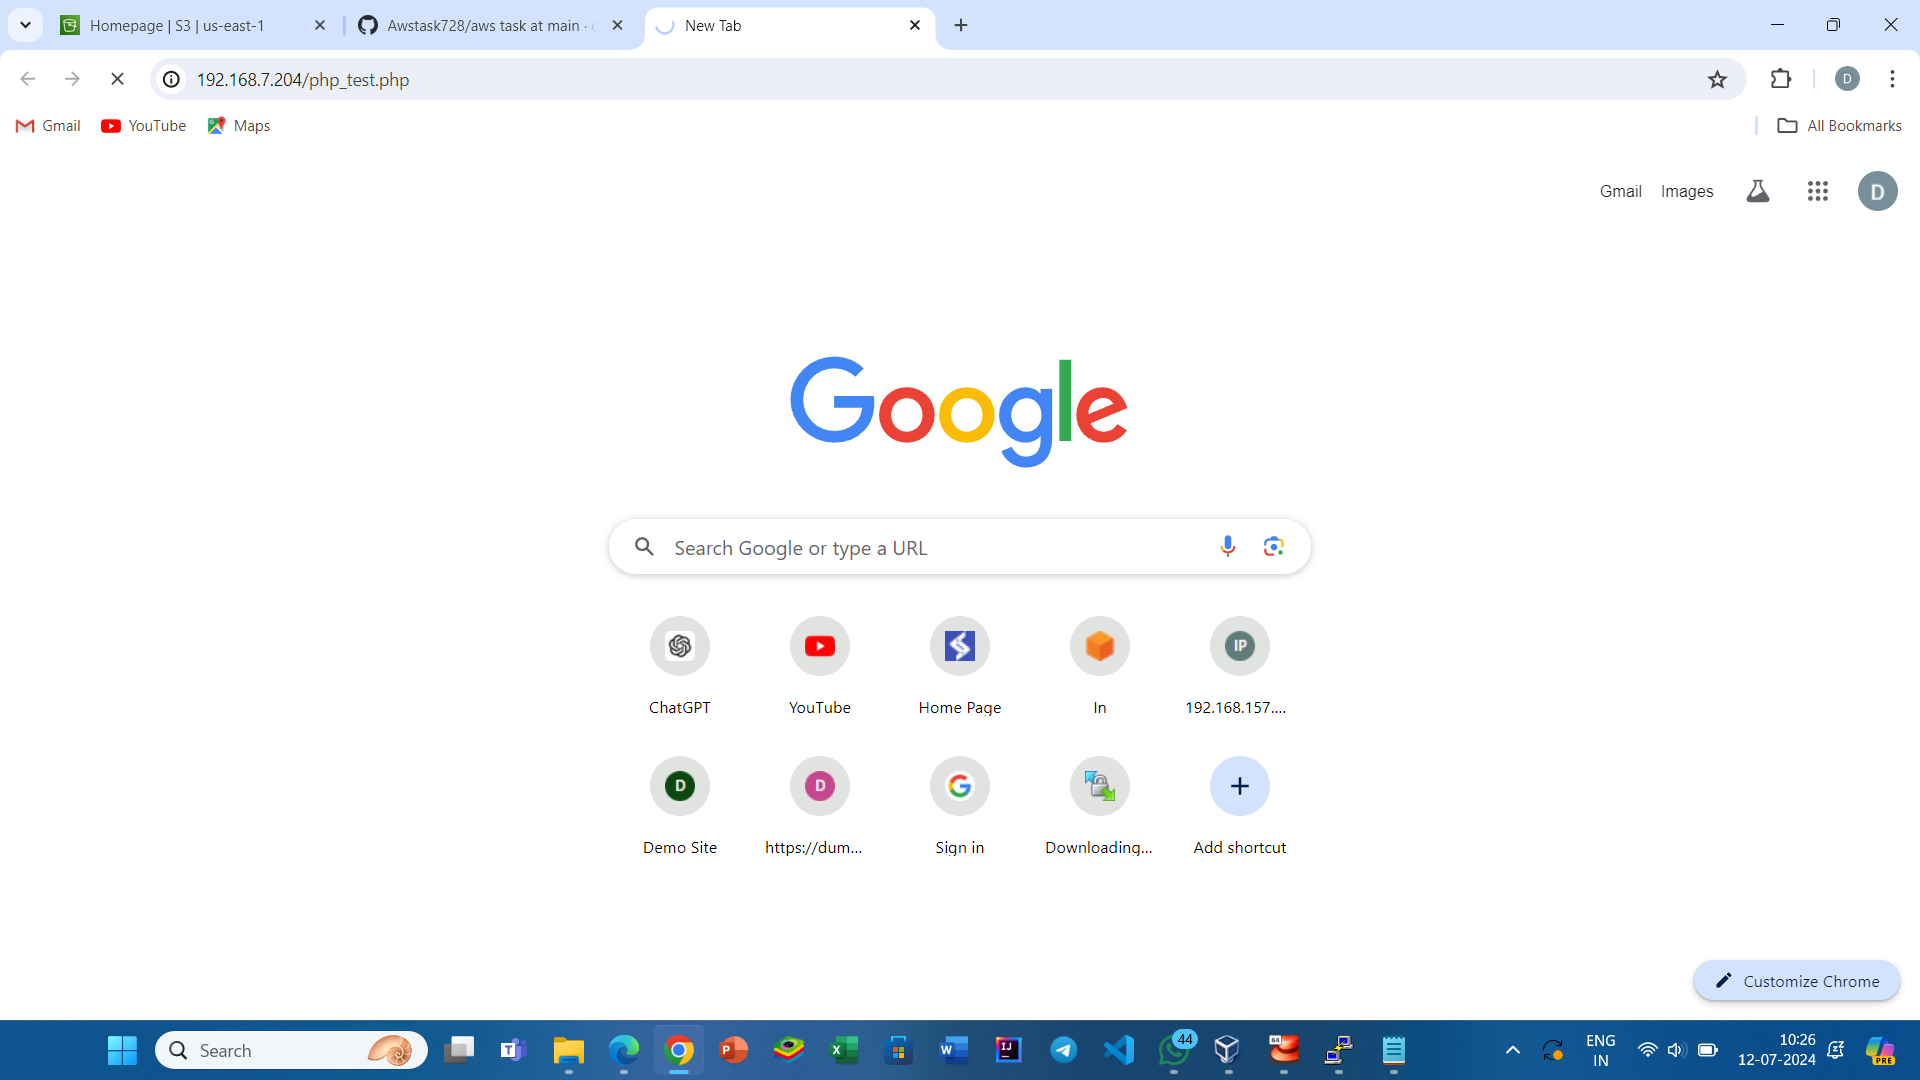 Homepage | S3 | us-east-1
Awstask728/aws task at main ·
New Tab
192.168.7.204/php_test.php
D
Gmail
YouTube
Maps
All Bookmarks
Gmail
Images
D
Google
Search Google or type a URL
IP
ChatGPT
YouTube
Home Page
In
192.168.157....
D
D
Demo Site
https://dum...
Sign in
Downloading...
Add shortcut
Customize Chrome
Search
44
64
ENG
IN
10:26
12-07-2024
PRE